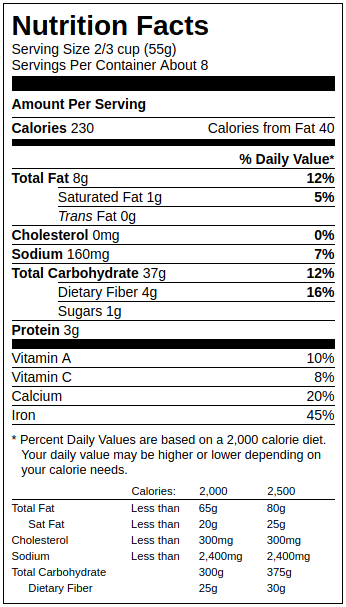 Nutrition Facts
Serving Size 2/3 cup (55g)
Servings Per Container About 8
Amount Per Serving
Calories 230 Calories from Fat 40
% Daily Value*
Total Fat 8g 12%
Saturated Fat 1g 5%
Trans Fat 0g
Cholesterol 0mg 0%
Sodium 160mg 7%
Total Carbohydrate 37g 12%
Dietary Fiber 4g 16%
Sugars 1g
Protein 3g
Vitamin A 10%
Vitamin C 8%
Calcium 20%
Iron 45%
* Percent Daily Values are based on a 2,000 calorie diet.
Your daily value may be higher or lower depending on
your calorie needs.
Calories: 2,000 2,500
Total Fat Less than 65g 80g
Sat Fat Less than 20g 25g
Cholesterol Less than 300mg 300mg
Sodium Less than 2,400mg 2,400mg
Total Carbohydrate 300g 375g
Dietary Fiber 25g 30g